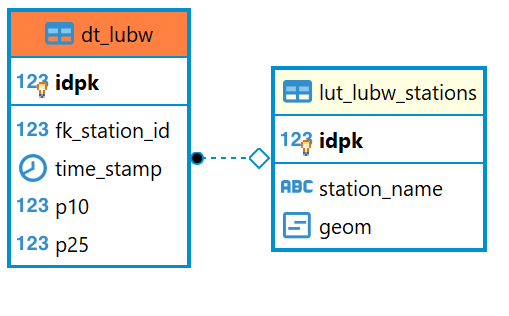 dt_lubw
123 idpk
123 fk_station_id
time_stamp
123 p10
123 p25
lut_lubw_stations
123 idpk
ABC station_name
geom